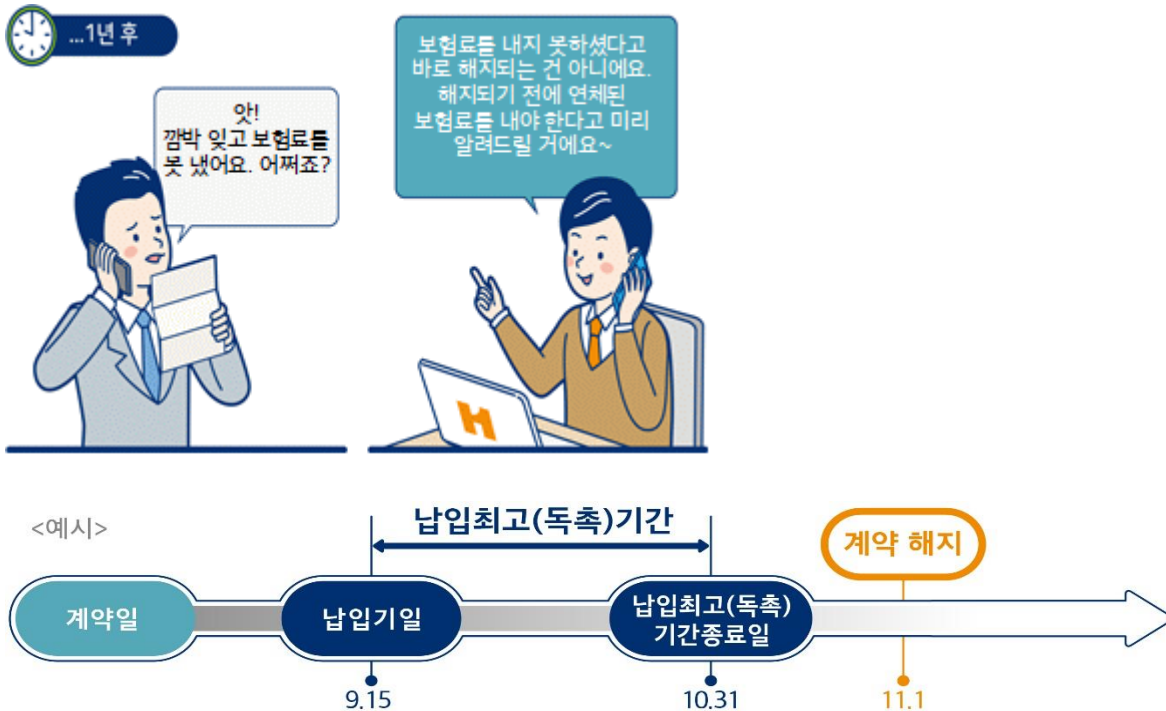 ...1년 후
앗!
깜박 잊고 보험료를
못 냈어요. 어쩌죠?
보험료를 내지 못하셨다고
바로 해지되는 건 아니에요.
해지되기 전에 연체된
보험료를 내야 한다고 미리
알려드릴 거에요~
<예시>
납입최고(독촉)기간
계약 해지
계약일
납입기일
납입최고(독촉)
기간종료일
9.15
10.31
11.1